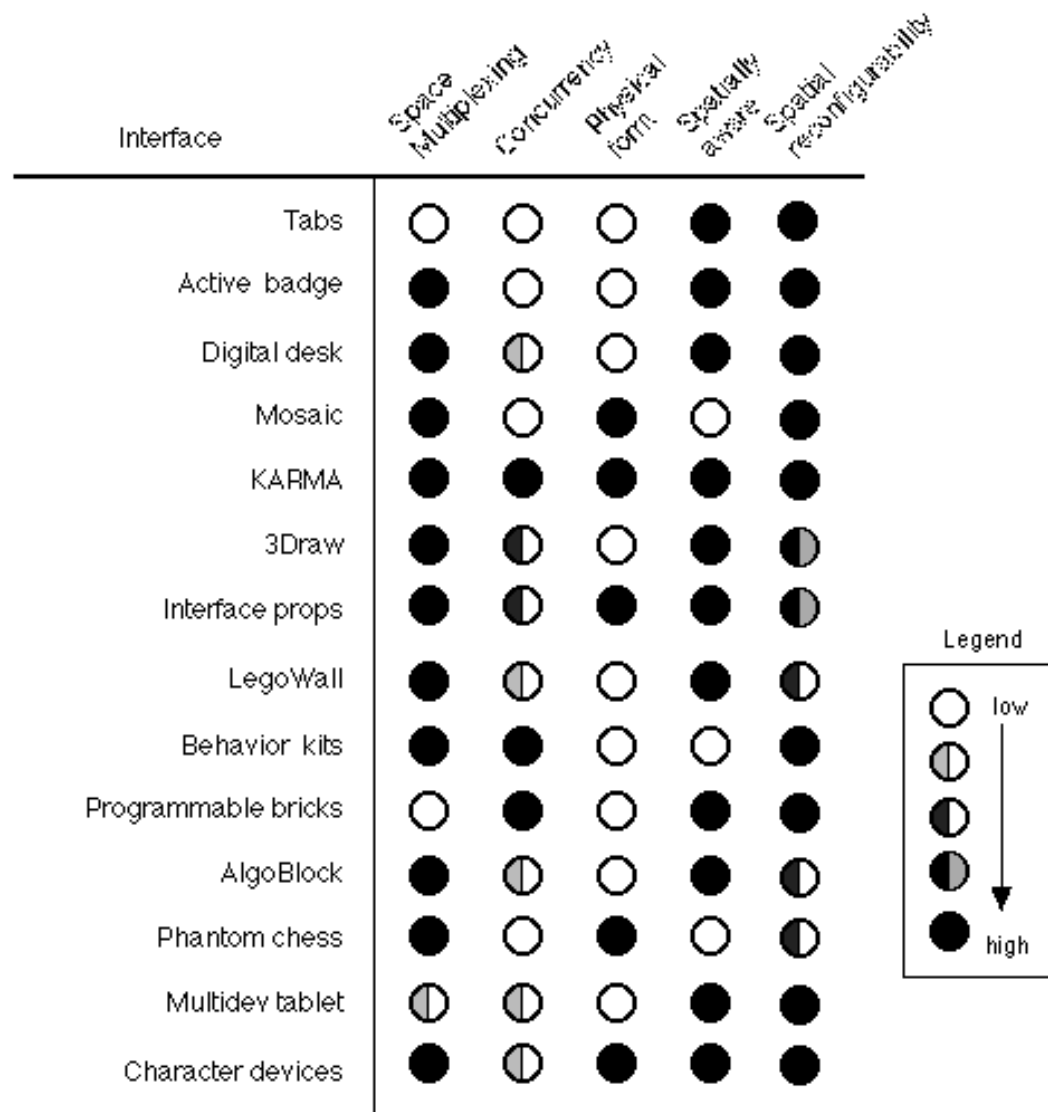 Space
Multiplexing
Concurrency
Physical
form
Spatially
aware
Spatial
reconfigurability
Interface
Tabs
Active badge
Digital desk
Mosaic
KARMA
3Draw
Interface props
LegoWall
Behavior kits
Programmable bricks
AlgoBlock
Phantom chess
Multidev tablet
Character devices
Legend
low
high